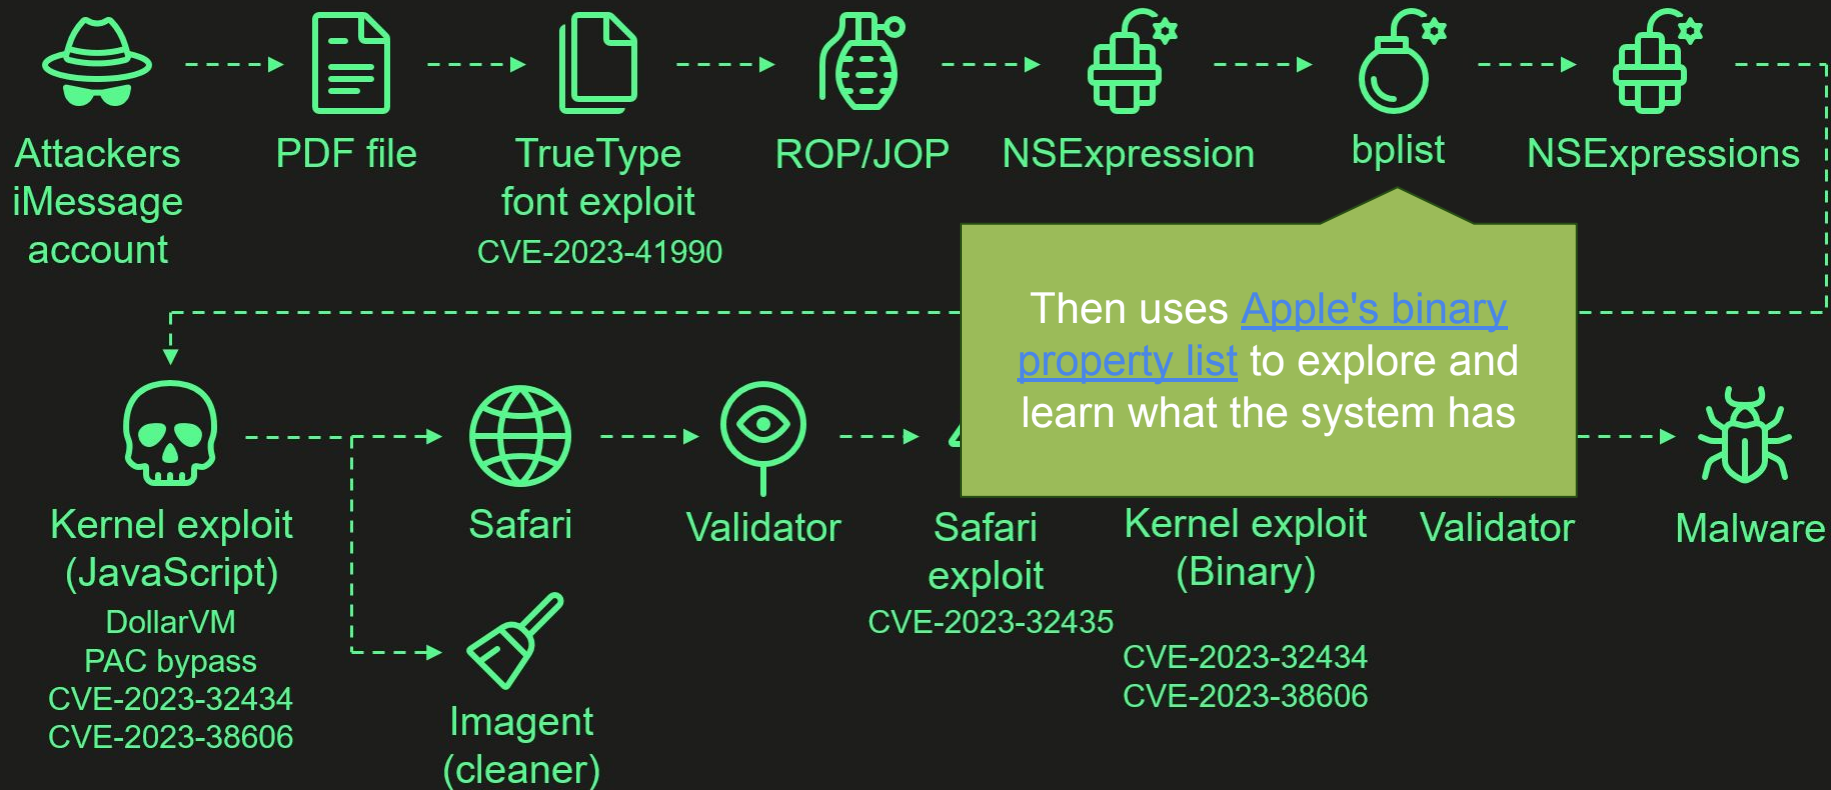 Attackers
iMessage
account
PDF file
TrueType
font exploit
CVE-2023-41990
ROP/JOP
NSExpression
bplist
NSExpressions
Then uses Apple's binary
property list to explore and
learn what the system has
Kernel exploit
(JavaScript)
DollarVM
PAC bypass
CVE-2023-32434
CVE-2023-38606
Safari
Imagent
(cleaner)
Validator
Safari
exploit
CVE-2023-32435
Kernel exploit
(Binary)
CVE-2023-32434
CVE-2023-38606
Validator
Malware